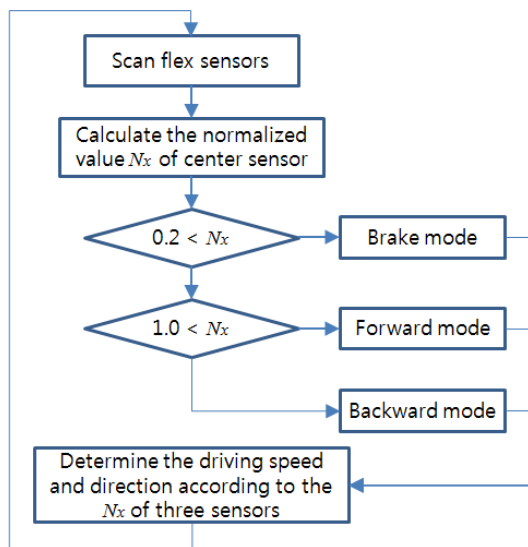 Scan flex sensors
Calculate the normalized
value Nx of center sensor
0.2 < Nx
Brake mode
1.0 < Nx
Forward mode
Backward mode
Determine the driving speed
and direction according to the
Nx of three sensors